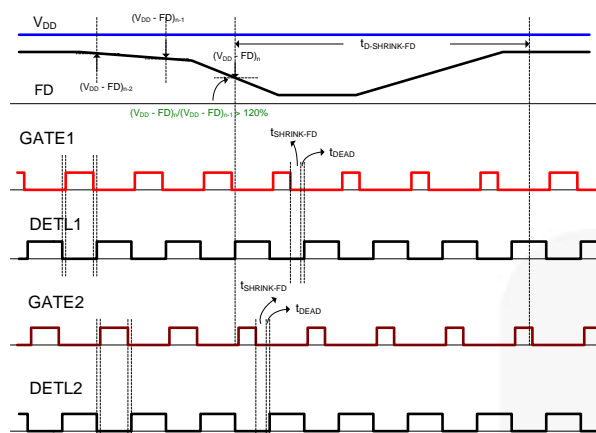 VDD
(VDD - FD)n-1
(VDD - FD)n
tD-SHRINK-FD
FD
(VDD - FD)n-2
(VDD - FD)n/(VDD - FD)n-1 > 120%
GATE1
tSHRINK-FD
tDEAD
DETL1
GATE2
tSHRINK-FD
tDEAD
DETL2